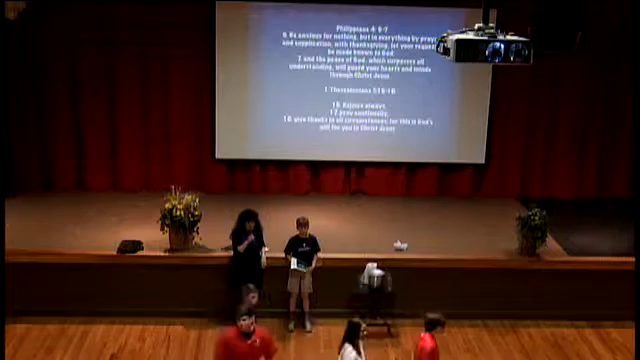 Philippians 4: 6-7
6 Be anxious for nothing, but in everything by prayer
and supplication, with thanksgiving, let your request
be made known to God
7 and the peace of God, which surpasses all
understanding, will guard your hearts and minds
through Christ Jesus.
1 Thessalonians 5:16-18
16 Rejoice always,
17 pray continually,
18 give thanks in all circumstances; for this is God's
will for you in Christ Jesus